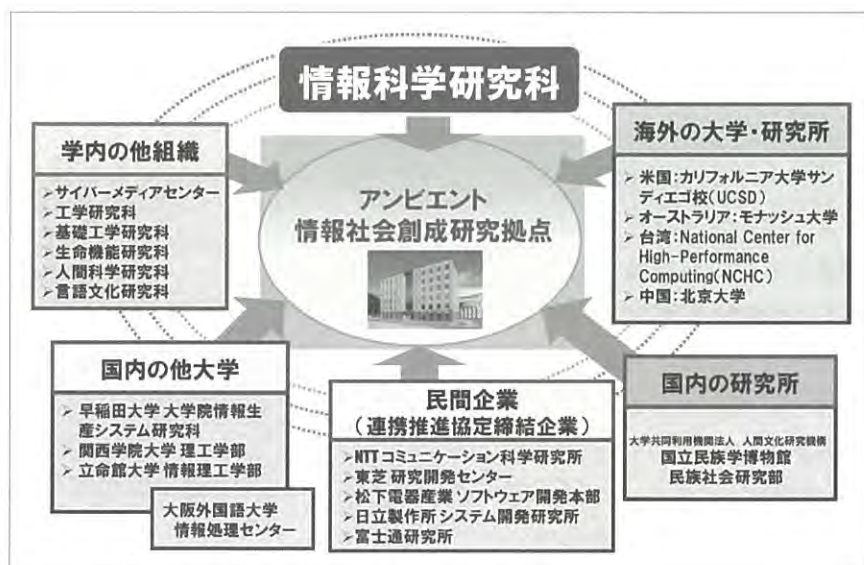 情報科学研究科
学内の他組織
➢サイバーメディアセンター
➢工学研究科
➢基礎工学研究科
➢生命機能研究科
➢人間科学研究科
➢言語文化研究科
アンビエント
情報社会創成研究拠点
海外の大学・研究所
➢米国:カリフォルニア大学サン
ディエゴ校(UCSD)
➢オーストラリア:モナッシュ大学
➢台湾:National Center for
High-Performance
Computing(NCHC)
➢中国:北京大学
国内の他大学
➢早稲田大学 大学院情報生
産システム研究科
➢関西学院大学 理工学部
➢立命館大学 情報理工学部
大阪外国語大学
情報処理センター
民間企業
(連携推進協定締結企業)
➢NTTコミュニケーション科学研究所
➢東芝 研究開発センター
➢松下電器産業 ソフトウェア開発本部
➢日立製作所 システム開発研究所
➢富士通研究所
国内の研究所
大学共同利用機関法人 人間文化研究機構
国立民族学博物館
民族社会研究部